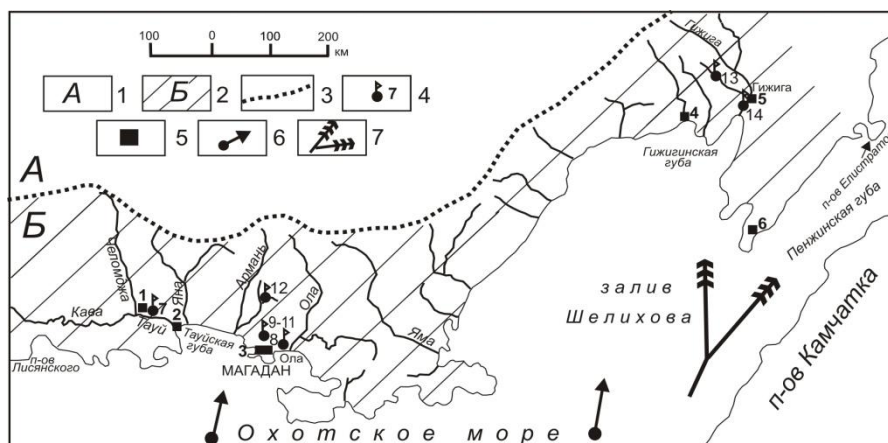 100 0 100 200
км
А 1 Б 2 3 7 4
5 6 7
А
Б
Гижига
13
Гижига
5
14
4
Гижигинская
губа
п-ов Елистратова
Пенжинская губа
6
залив
Шелихова
п-ов Камчатка
Челомджа
Яна
Армань
12
Ола
Кава
1
7
Тауй
2
Тауйская
губа
9-11
8
3
Ола
МАГАДАН
Яма
п-ов
Лисянского
Охотское море